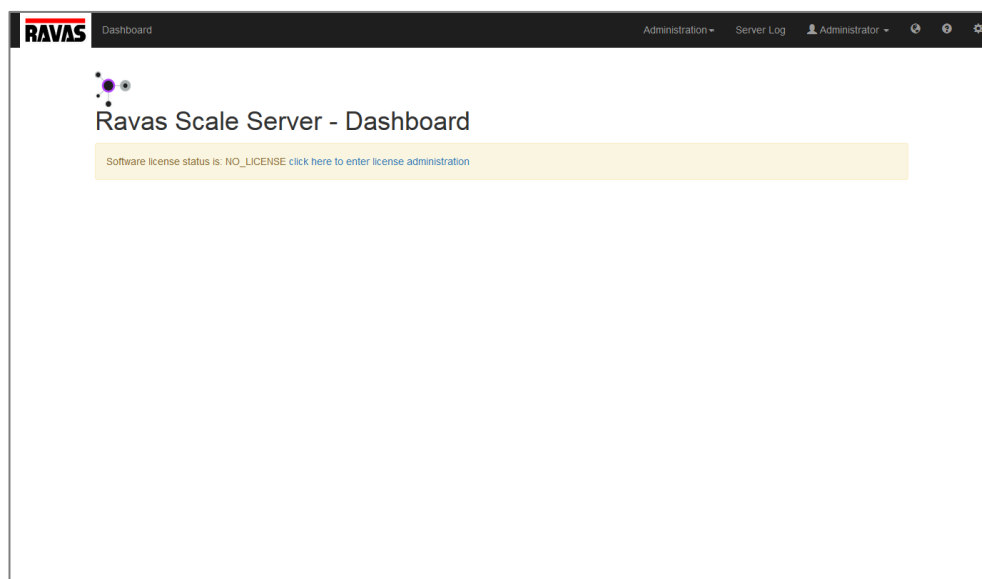 RAVAS Dashboard Administration Server Log Administrator
Ravas Scale Server - Dashboard
Software license status is: NO_LICENSE click here to enter license administration